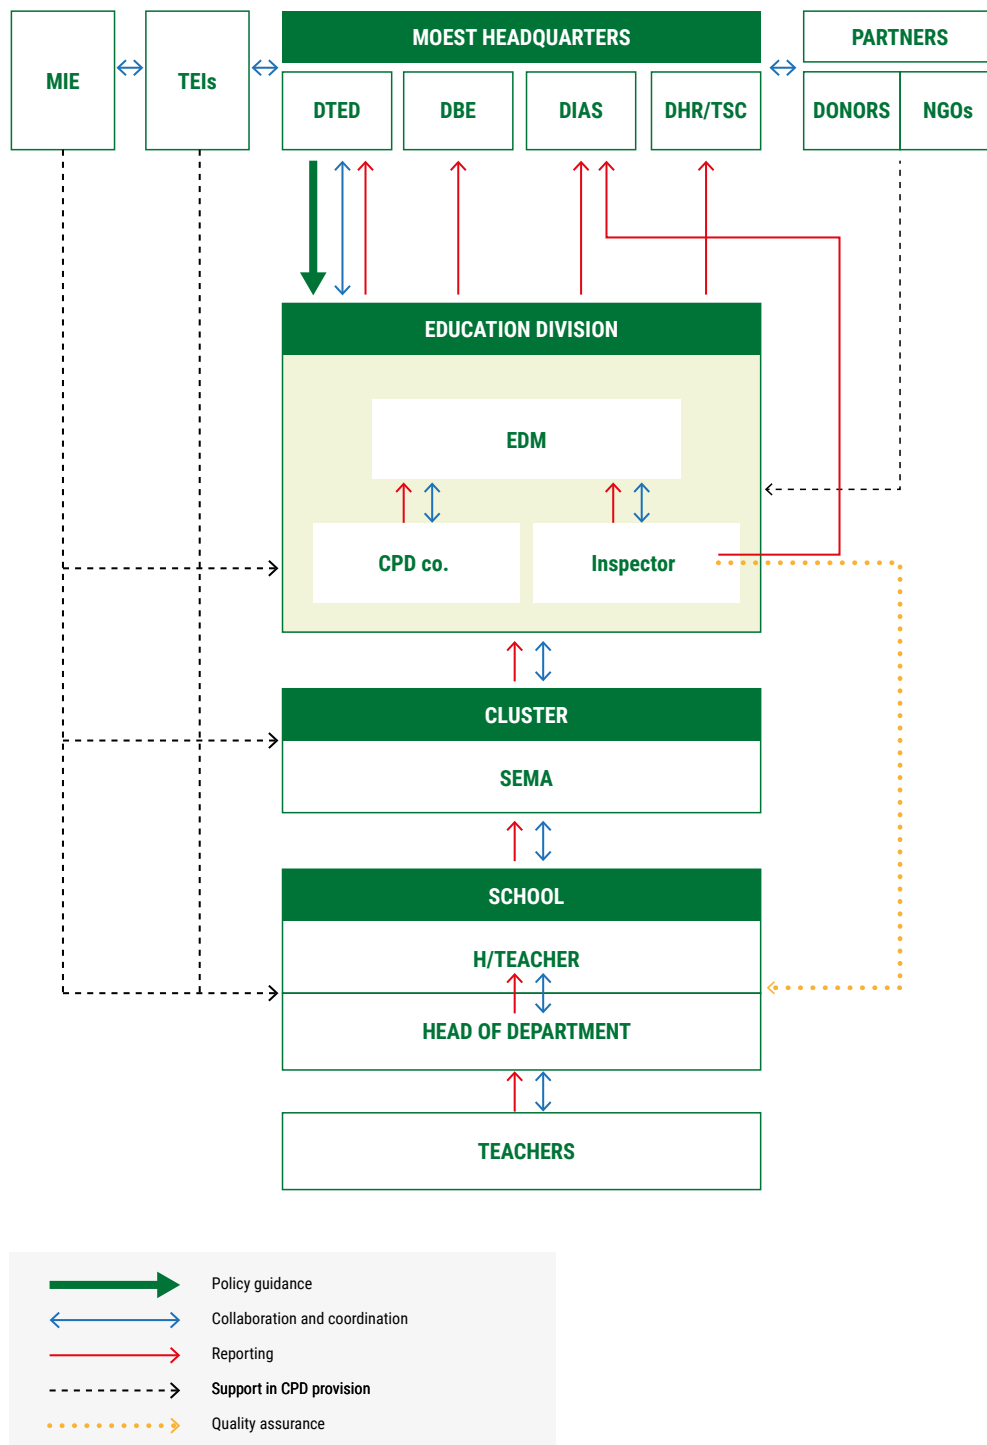 MIE
TEIs
MOEST HEADQUARTERS
PARTNERS
DTED
DBE
DIAS
DHR/TSC
DONORS
NGOs
EDUCATION DIVISION
EDM
CPD co.
Inspector
CLUSTER
SEMA
SCHOOL
H/TEACHER
HEAD OF DEPARTMENT
TEACHERS
Policy guidance
Collaboration and coordination
Reporting
Support in CPD provision
Quality assurance